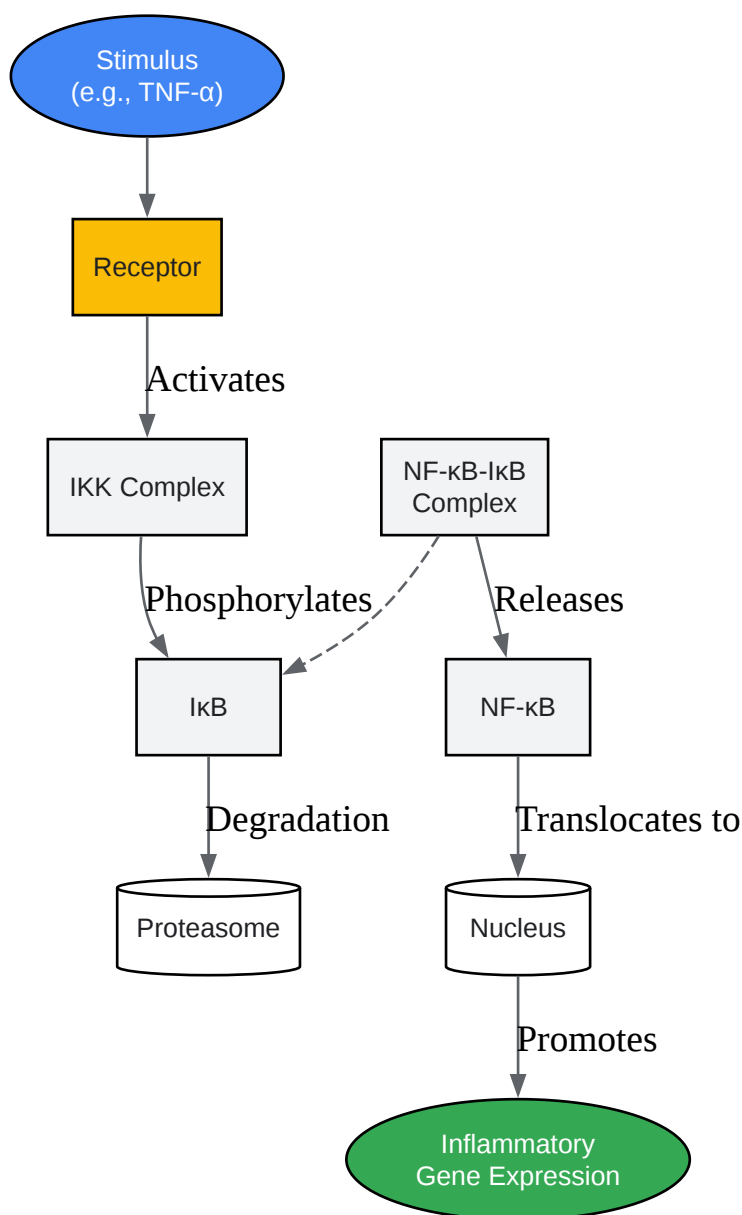 Stimulus
(e.g., TNF-α)
Receptor
Activates
IKK Complex
NF-κB-IκB
Complex
Phosphorylates
Releases
IκB
NF-κB
Degradation
Translocates to
Proteasome
Nucleus
Promotes
Inflammatory
Gene Expression